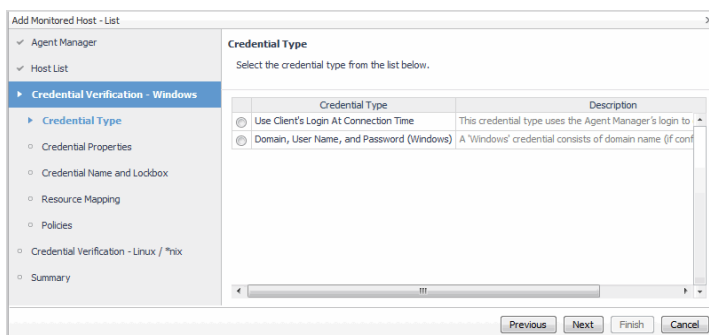 Add Monitored Host - List
Agent Manager
Host List
Credential Verification - Windows
Credential Type
Credential Properties
Credential Name and Lockbox
Resource Mapping
Policies
Credential Verification - Linux / *nix
Summary
Credential Type
Select the credential type from the list below.
Credential Type Description
Use Client's Login At Connection Time This credential type uses the Agent Manager's login to
Domain, User Name, and Password (Windows) A 'Windows' credential consists of domain name (if conf
Previous Next Finish Cancel